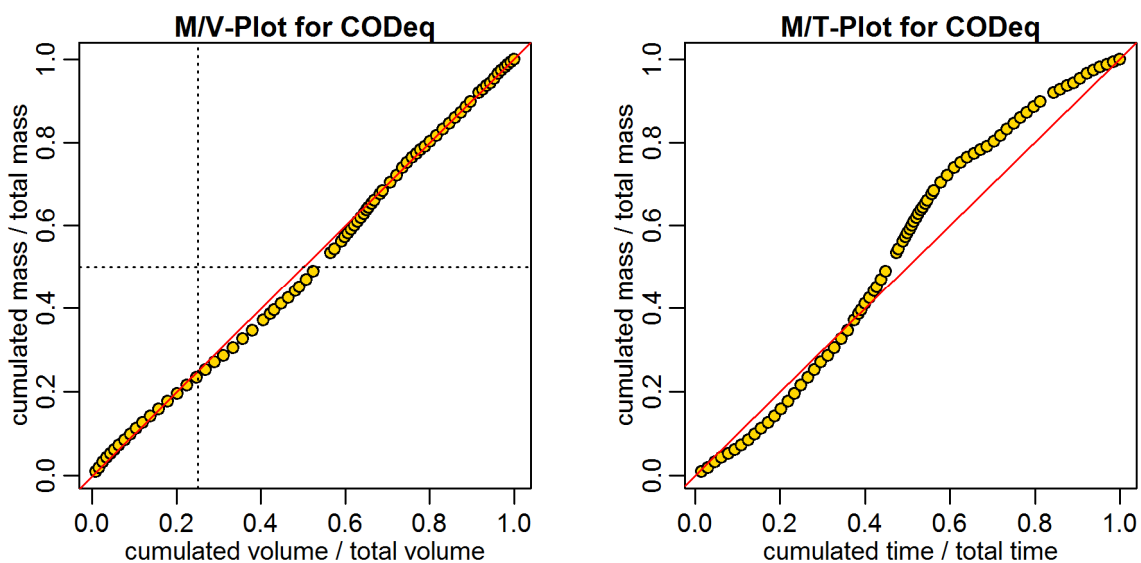 M/V-Plot for CODeq
cumulated mass / total mass
0.0 0.2 0.4 0.6 0.8 1.0
0.0 0.2 0.4 0.6 0.8 1.0
cumulated volume / total volume
M/T-Plot for CODeq
cumulated mass / total mass
0.0 0.2 0.4 0.6 0.8 1.0
0.0 0.2 0.4 0.6 0.8 1.0
cumulated time / total time